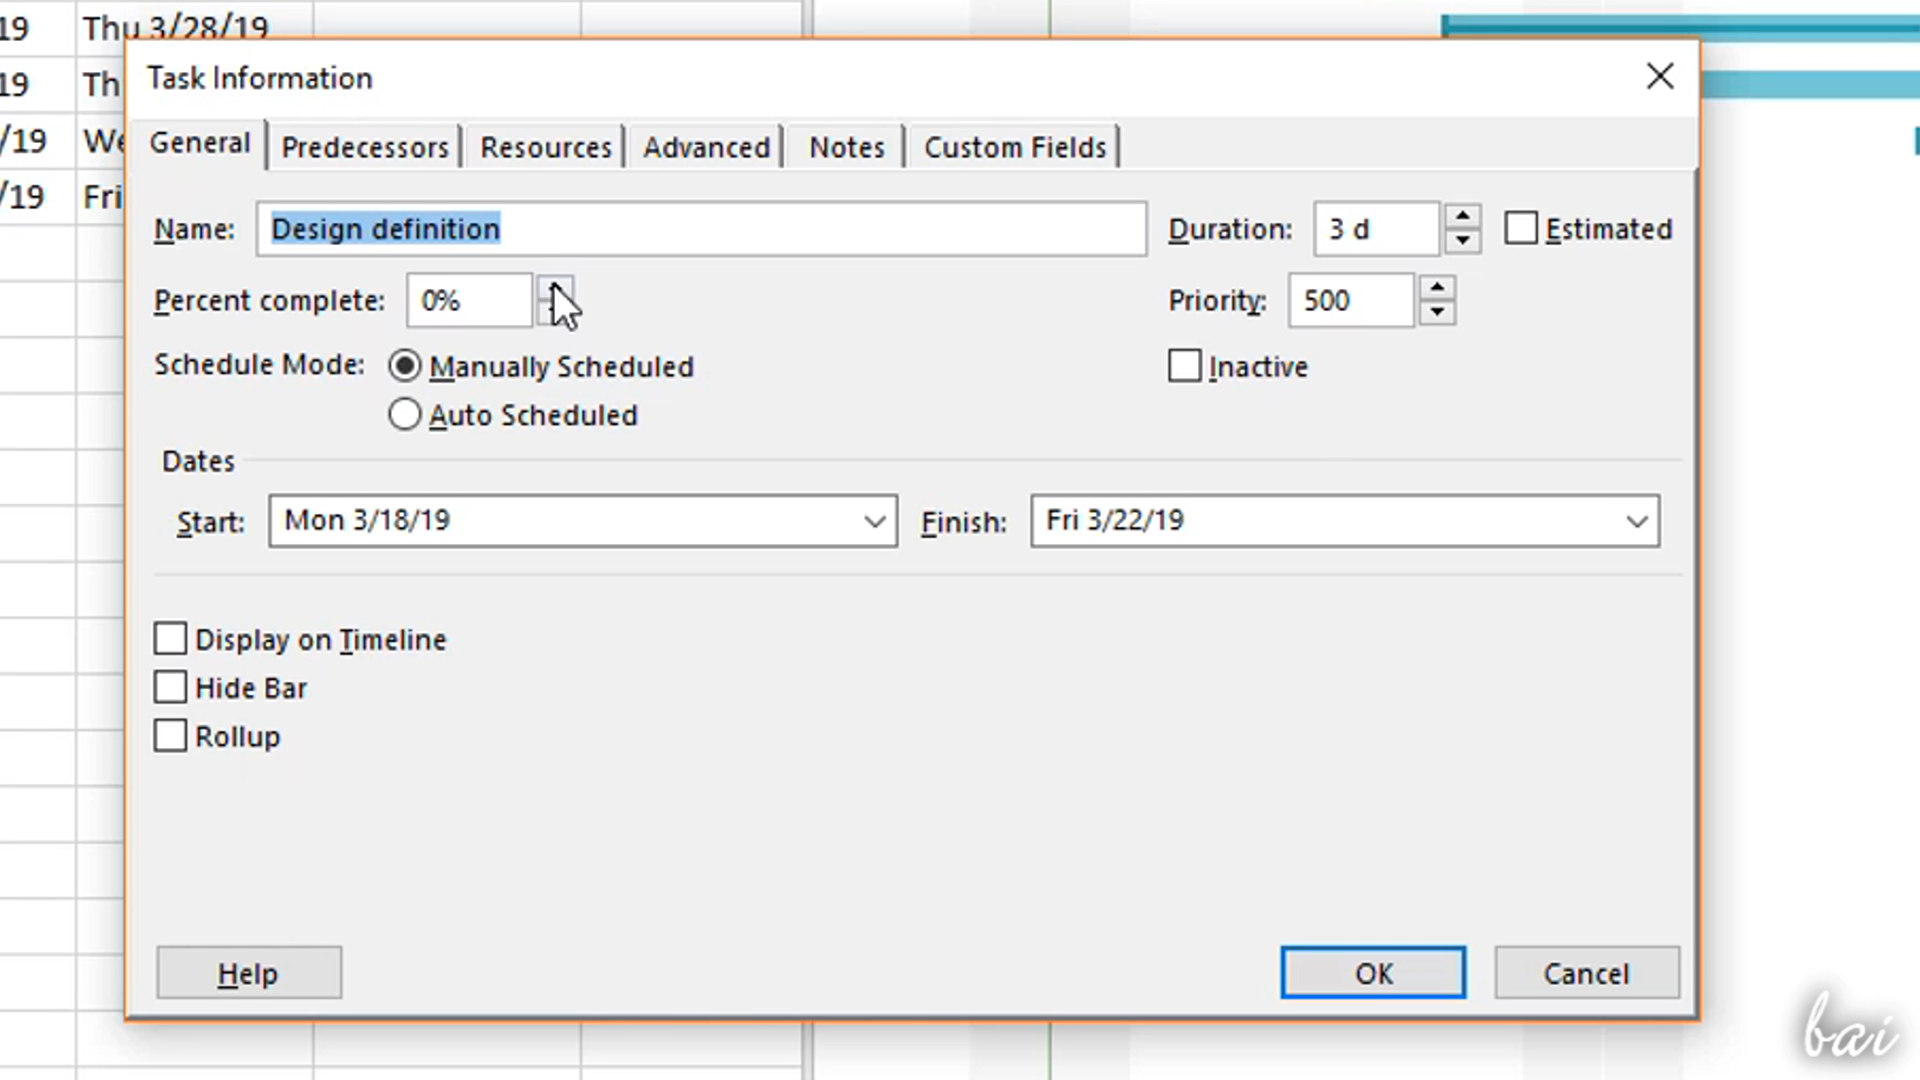 19 Thu 3/28/19
Task Information
19 Th
General Predecessors Resources Advanced Notes Custom Fields
/19 We
/19 Fri
Name: Design definition Duration: 3 d Estimated
Percent complete: 0% Priority: 500
Schedule Mode: Manually Scheduled Inactive
Auto Scheduled
Dates
Start: Mon 3/18/19 Finish: Fri 3/22/19
Display on Timeline
Hide Bar
Rollup
Help OK Cancel
bai